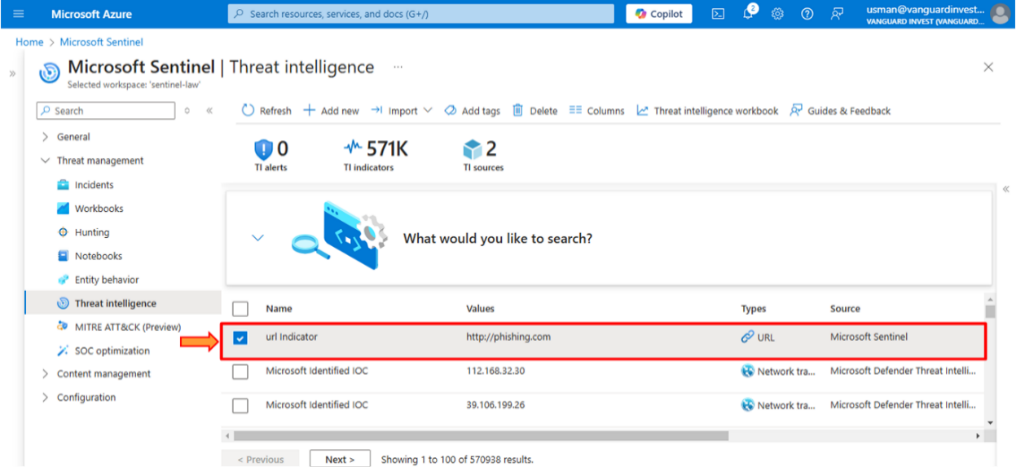 Microsoft Azure
Search resources, services, and docs (G+/)
Copilot
2
usman@vanguardinvest...
VANGUARD INVEST (VANGUARD...
Home > Microsoft Sentinel
Microsoft Sentinel | Threat intelligence ...
Selected workspace: 'sentinel-law'
Search
General
Threat management
Incidents
Workbooks
Hunting
Notebooks
Entity behavior
Threat intelligence
MITRE ATT&CK (Preview)
SOC optimization
Content management
Configuration
Refresh Add new Import Add tags Delete Columns Threat intelligence workbook Guides & Feedback
0 571K 2
TI alerts TI indicators TI sources
What would you like to search?
Name Values Types Source
url Indicator http://phishing.com URL Microsoft Sentinel
Microsoft Identified IOC 112.168.32.30 Network tra... Microsoft Defender Threat Intelli...
Microsoft Identified IOC 39.106.199.26 Network tra... Microsoft Defender Threat Intelli...
< Previous Next > Showing 1 to 100 of 570938 results.